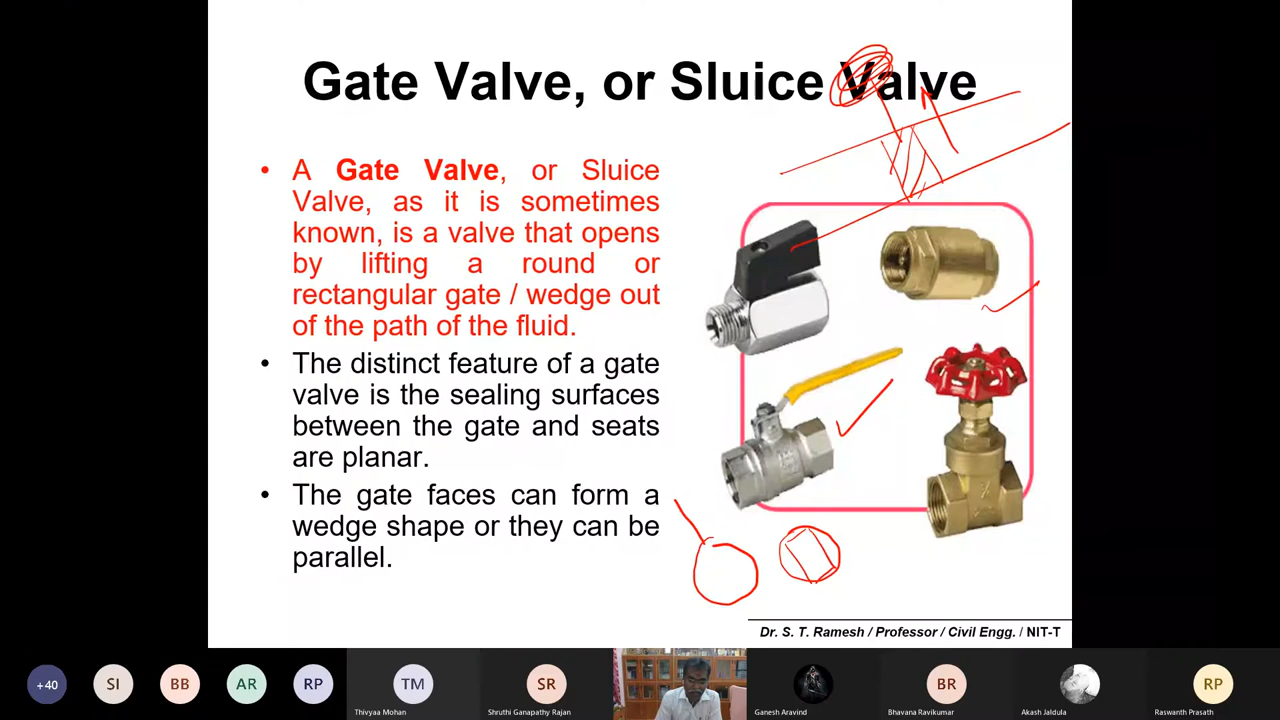 Gate Valve, or Sluice Valve
• A Gate Valve, or Sluice
Valve, as it is sometimes
known, is a valve that opens
by lifting a round or
rectangular gate / wedge out
of the path of the fluid.
• The distinct feature of a gate
valve is the sealing surfaces
between the gate and seats
are planar.
• The gate faces can form a
wedge shape or they can be
parallel.
Dr. S. T. Ramesh / Professor / Civil Engg. / NIT-T
+40
SI
BB
AR
RP
TM
Thivyaa Mohan
SR
Shruthi Ganapathy Rajan
Ganesh Aravind
BR
Bhavana Ravikumar
Akash Jaldula
RP
Raswanth Prasath